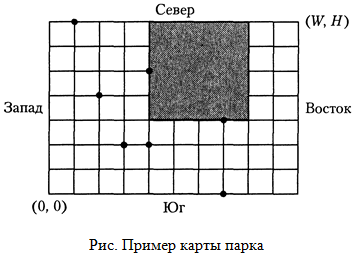 Север
(W, H)
Запад
Восток
(0, 0)
Юг
Рис. Пример карты парка